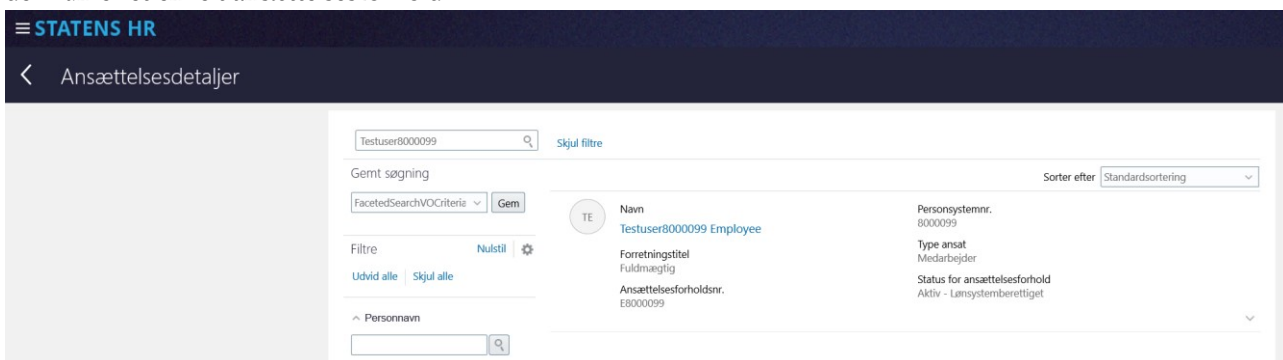 STATENS HR
Ansættelsesdetaljer
Testuser8000099
Skjul filtre
Gemt søgning
Sorter efter Standardsortering
FacetedSearchVOCriteria Gem
TE
Navn
Testuser8000099 Employee
Personsystemnr.
8000099
Filtre Nulstil
Forretningstitel
Fuldmægtig
Type ansat
Medarbejder
Udvid alle Skjul alle
Ansættelsesforholdsnr.
E8000099
Status for ansættelsesforhold
Aktiv - Lønsystemberettiget
Personnavn